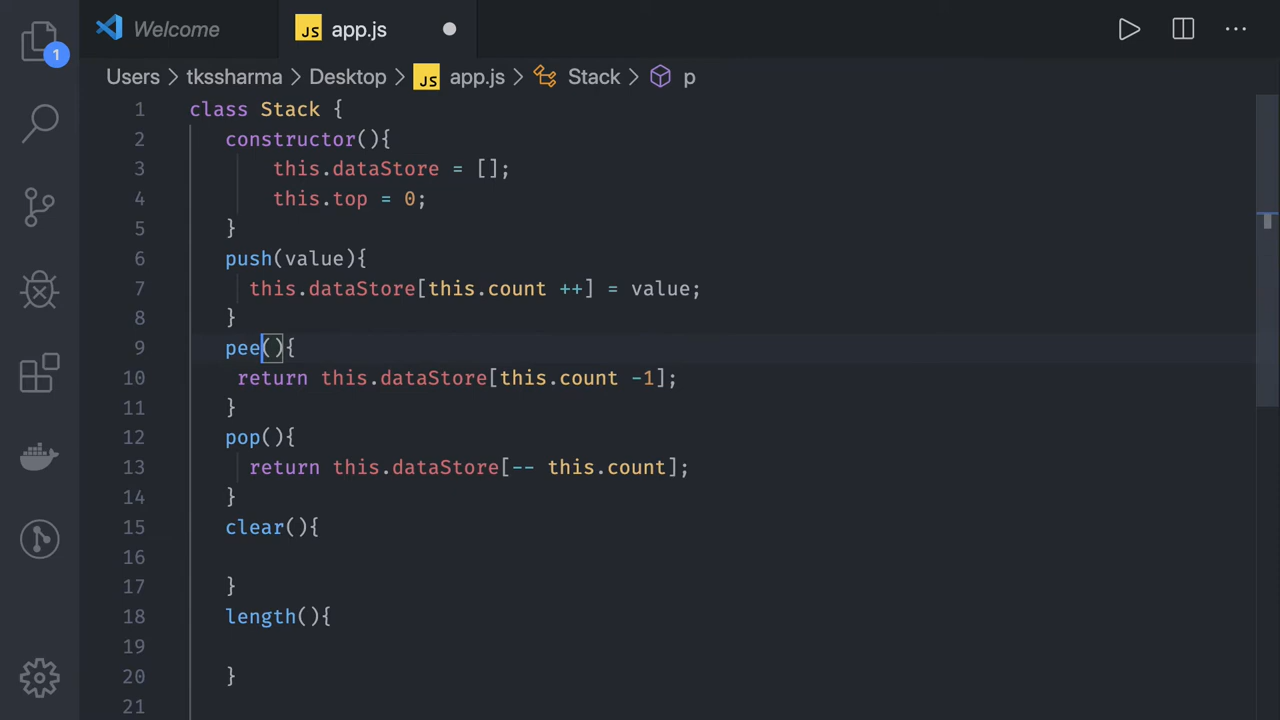 Welcome
JS app.js
1
Users > tkssharma > Desktop > JS app.js > Stack > p
1 class Stack {
2 constructor(){
3 this.dataStore = [];
4 this.top = 0;
5 }
6 push(value){
7 this.dataStore[this.count ++] = value;
8 }
9 pee(){
10 return this.dataStore[this.count -1];
11 }
12 pop(){
13 return this.dataStore[-- this.count];
14 }
15 clear(){
16
17 }
18 length(){
19
20 }
21